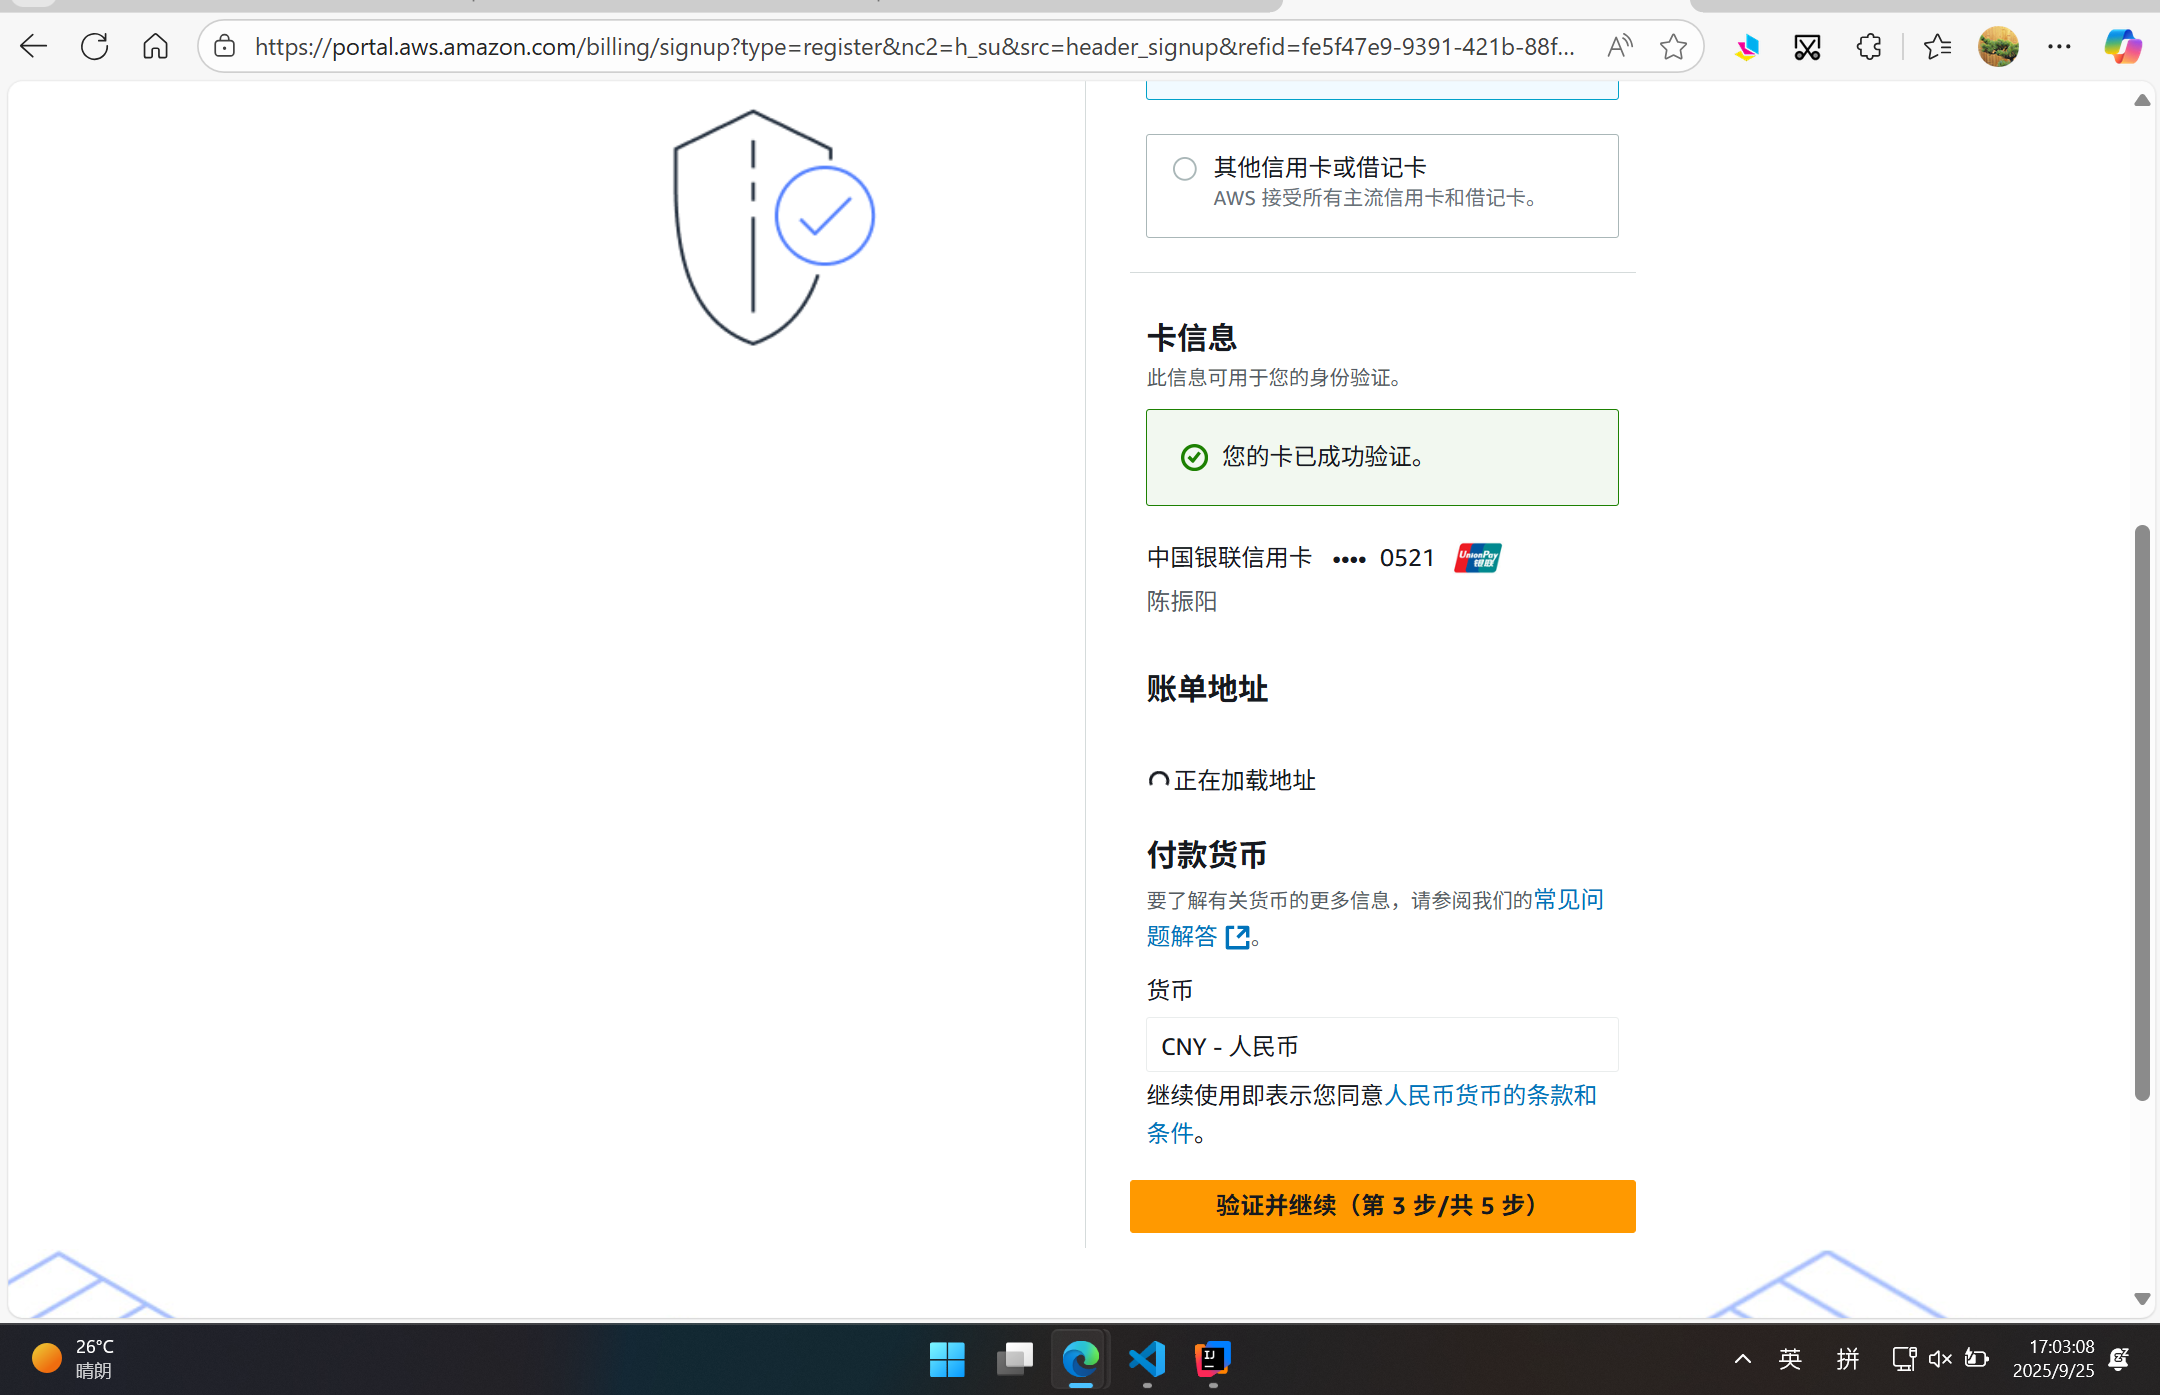 https://portal.aws.amazon.com/billing/signup?type=register&nc2=h_su&src=header_signup&refid=fe5f47e9-9391-421b-88f...
其他信用卡或借记卡
AWS 接受所有主流信用卡和借记卡。
卡信息
此信息可用于您的身份验证。
您的卡已成功验证。
中国银联信用卡 •••• 0521 UnionPay 银联
陈振阳
账单地址
正在加载地址
付款货币
要了解有关货币的更多信息，请参阅我们的常见问
题解答。
货币
CNY - 人民币
继续使用即表示您同意人民币货币的条款和
条件。
验证并继续（第 3 步/共 5 步）
26°C
晴朗
英 拼
17:03:08
2025/9/25